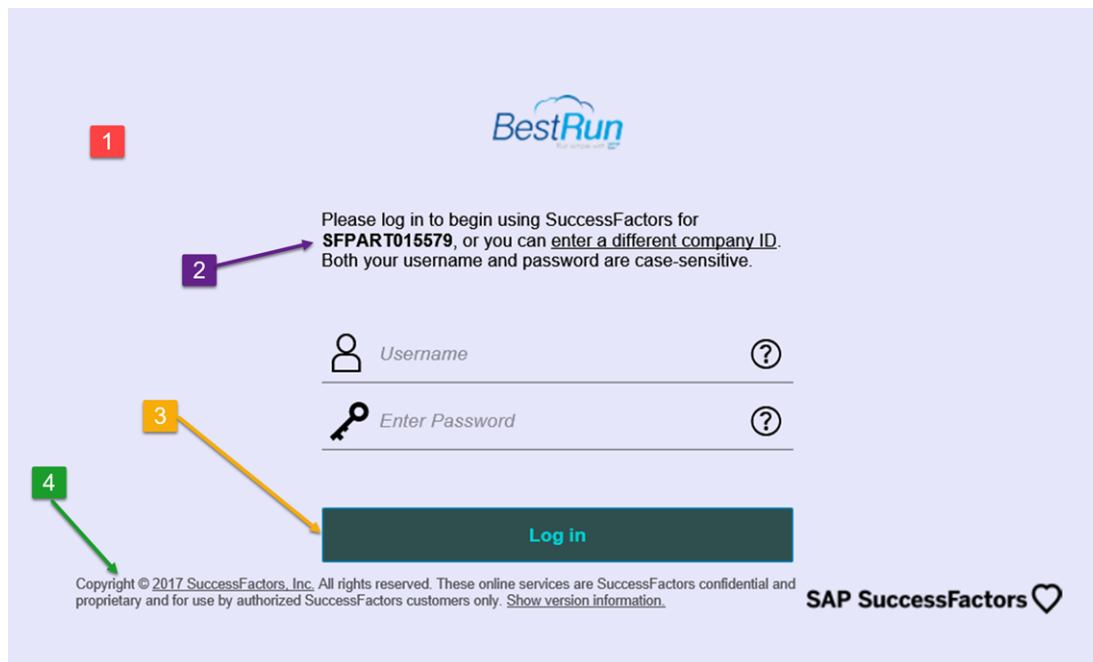 BestRun
1
Please log in to begin using SuccessFactors for
SFPART015579, or you can enter a different company ID.
Both your username and password are case-sensitive.
2
Username
Enter Password
3
4
Log in
Copyright © 2017 SuccessFactors, Inc. All rights reserved. These online services are SuccessFactors confidential and
proprietary and for use by authorized SuccessFactors customers only. Show version information.
SAP SuccessFactors